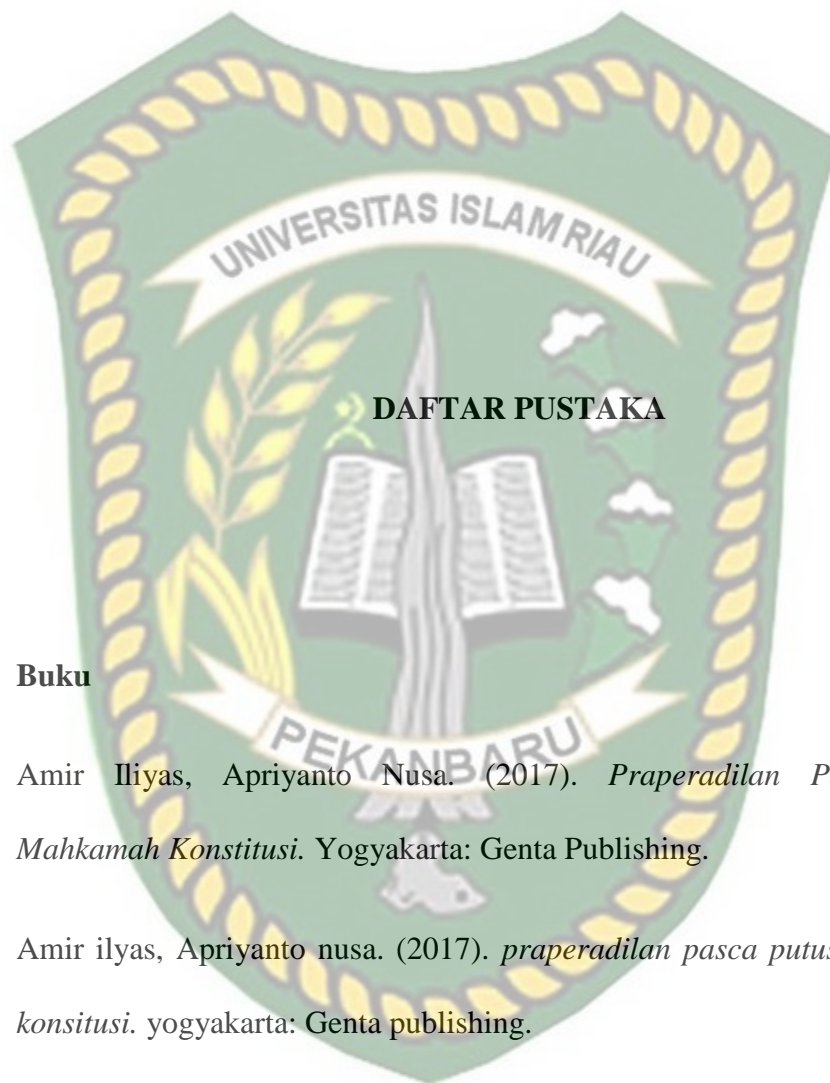 UNIVERSITAS ISLAM RIAU
DAFTAR PUSTAKA
Buku
PEKANBARU
Amir Iliyas, Apriyanto Nusa. (2017). Praperadilan P
Mahkamah Konstitusi. Yogyakarta: Genta Publishing.
Amir ilyas, Apriyanto nusa. (2017). praperadilan pasca putus
konsitusi. yogyakarta: Genta publishing.